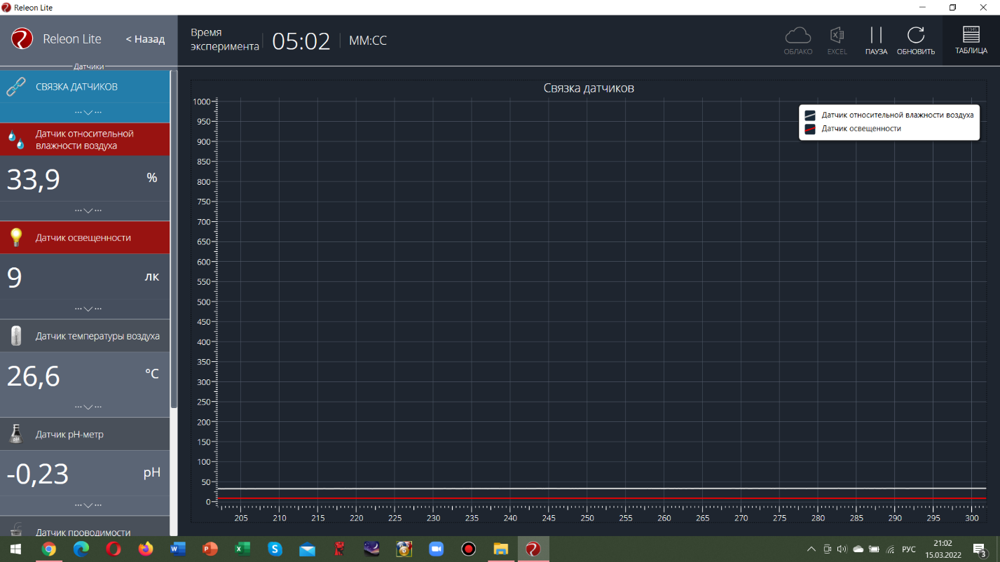 Releon Lite
Releon Lite
< Назад
Время
эксперимента
05:02
ММ:СС
ОБЛАКО
EXCEL
ПАУЗА
ОБНОВИТЬ
ТАБЛИЦА
Датчики
СВЯЗКА ДАТЧИКОВ
Датчик относительной
влажности воздуха
33,9 %
Датчик освещенности
9 лк
Датчик температуры воздуха
26,6 °C
Датчик pH-метр
-0,23 pH
Датчик проводимости
Связка датчиков
Датчик относительной влажности воздуха
Датчик освещенности
1000
950
900
850
800
750
700
650
600
550
500
450
400
350
300
250
200
150
100
50
0
205 210 215 220 225 230 235 240 245 250 255 260 265 270 275 280 285 290 295 300
РУС
21:02
15.03.2022
3